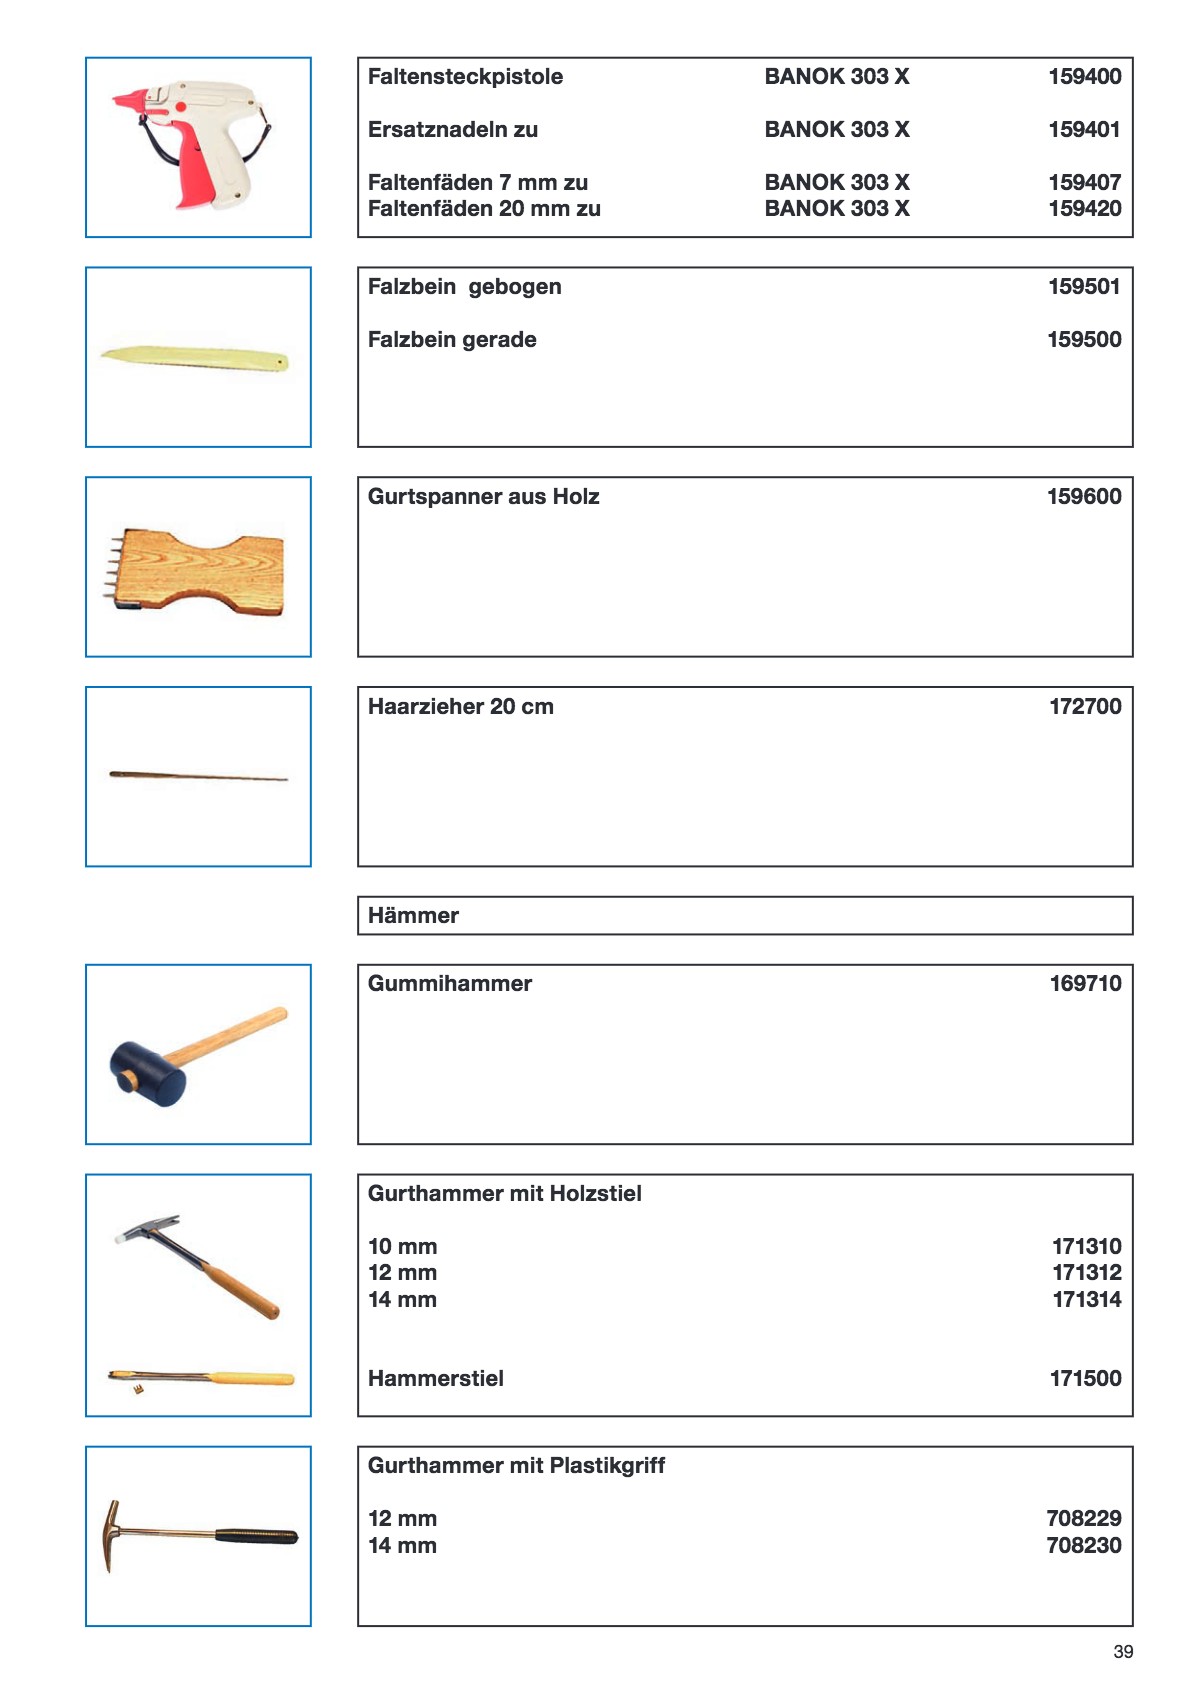 Faltensteckpistole BANOK 303 X 159400
Ersatznadeln zu BANOK 303 X 159401
Faltenfäden 7 mm zu BANOK 303 X 159407
Faltenfäden 20 mm zu BANOK 303 X 159420
Falzbein  gebogen 159501
Falzbein gerade 159500
Gurtspanner aus Holz 159600
Haarzieher 20 cm 172700
Hämmer
Gummihammer 169710
Gurthammer mit Holzstiel
10 mm 171310
12 mm 171312
14 mm 171314
Hammerstiel 171500
Gurthammer mit Plastikgriff
12 mm 708229
14 mm 708230
39